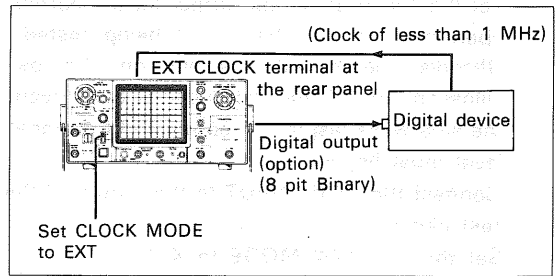 (Clock of less than 1 MHz)
EXT CLOCK terminal at
the rear panel
Digital device
Digital output
(option)
(8 pit Binary)
Set CLOCK MODE
to EXT